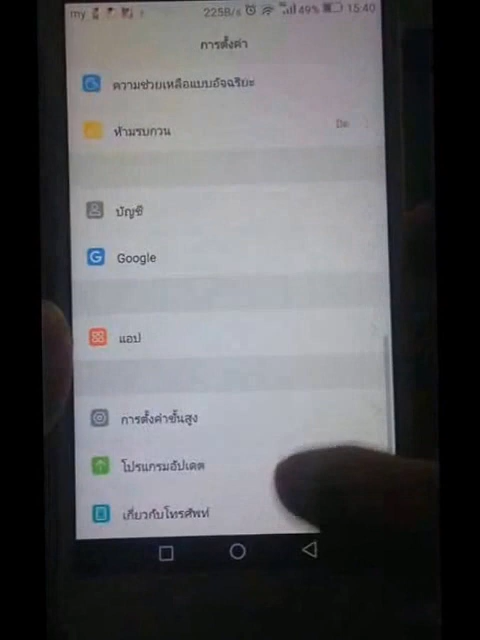 my 225B/s 49% 15:40
การตั้งค่า
ความช่วยเหลือแบบอัจฉริยะ
ห้ามรบกวน
บัญชี
G Google
แอป
การตั้งค่าขั้นสูง
โปรแกรมอัปเดต
เกี่ยวกับโทรศัพท์